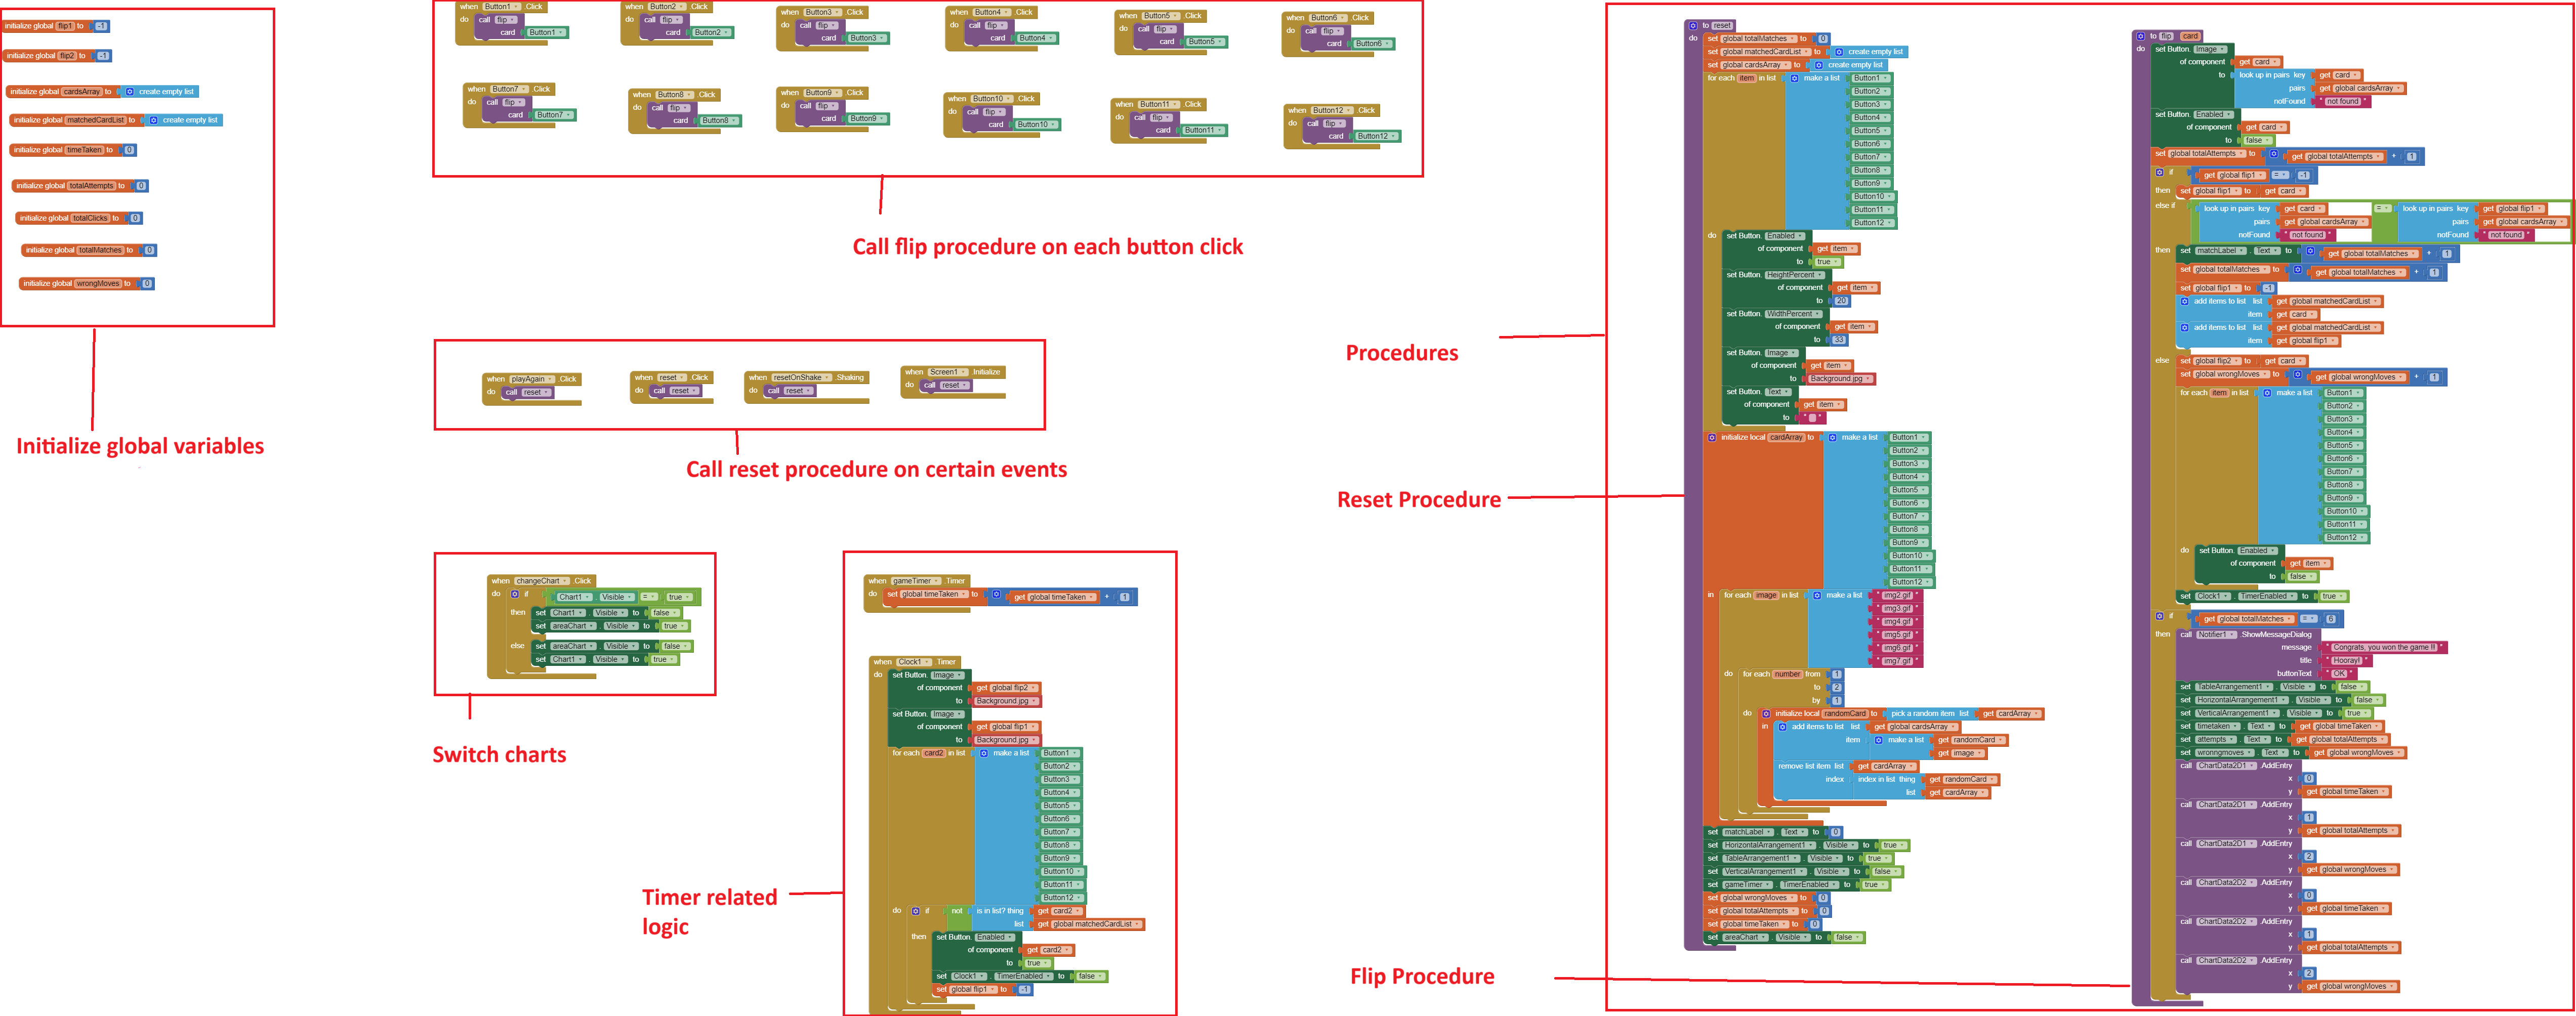 initialize global flip1 to -1
initialize global flip2 to -1
initialize global cardsArray to create empty list
initialize global matchedCardList to create empty list
initialize global timeTaken to 0
initialize global totalAttempts to 0
initialize global totalClicks to 0
initialize global totalMatches to 0
initialize global wrongMoves to 0
Initialize global variables
when Button1 .Click
do call flip
card Button1
when Button2 .Click
do call flip
card Button2
when Button3 .Click
do call flip
card Button3
when Button4 .Click
do call flip
card Button4
when Button5 .Click
do call flip
card Button5
when Button6 .Click
do call flip
card Button6
when Button7 .Click
do call flip
card Button7
when Button8 .Click
do call flip
card Button8
when Button9 .Click
do call flip
card Button9
when Button10 .Click
do call flip
card Button10
when Button11 .Click
do call flip
card Button11
when Button12 .Click
do call flip
card Button12
Call flip procedure on each button click
when playAgain .Click
do call reset
when reset .Click
do call reset
when resetOnShake .Shaking
do call reset
when Screen1 .Initialize
do call reset
Call reset procedure on certain events
when changeChart .Click
do if Chart1 . Visible = true
then set Chart1 . Visible to false
set areaChart . Visible to true
else set areaChart . Visible to false
set Chart1 . Visible to true
Switch charts
when gameTimer .Timer
do set global timeTaken to get global timeTaken + 1
when Clock1 .Timer
do set Button. Image
of component get global flip2
to Background.jpg
set Button. Image
of component get global flip1
to Background.jpg
for each card2 in list make a list Button1
Button2
Button3
Button4
Button5
Button6
Button7
Button8
Button9
Button10
Button11
Button12
do if not is in list? thing get card2
list get global matchedCardList
then set Button. Enabled
of component get card2
to true
set Clock1 . TimerEnabled to false
set global flip1 to -1
Timer related
logic
Procedures
Reset Procedure
Flip Procedure
to reset
do set global totalMatches to 0
set global matchedCardList to create empty list
set global cardsArray to create empty list
for each item in list make a list Button1
Button2
Button3
Button4
Button5
Button6
Button7
Button8
Button9
Button10
Button11
Button12
do set Button. Enabled
of component get item
to true
set Button. HeightPercent
of component get item
to 20
set Button. WidthPercent
of component get item
to 33
set Button. Image
of component get item
to Background.jpg
set Button. Text
of component get item
to " "
initialize local cardArray to make a list Button1
Button2
Button3
Button4
Button5
Button6
Button7
Button8
Button9
Button10
Button11
Button12
in for each image in list make a list " img2.gif "
" img3.gif "
" img4.gif "
" img5.gif "
" img6.gif "
" img7.gif "
do for each number from 1
to 2
by 1
do initialize local randomCard to pick a random item list get cardArray
in add items to list list get global cardsArray
item make a list get randomCard
get image
remove list item list get cardArray
index index in list thing get randomCard
list get cardArray
set matchLabel . Text to 0
set HorizontalArrangement1 . Visible to true
set TableArrangement1 . Visible to true
set VerticalArrangement1 . Visible to false
set gameTimer . TimerEnabled to true
set global wrongMoves to 0
set global totalAttempts to 0
set global timeTaken to 0
set areaChart . Visible to false
to flip card
do set Button. Image
of component get card
to look up in pairs key get card
pairs get global cardsArray
notFound " not found "
set Button. Enabled
of component get card
to false
set global totalAttempts to get global totalAttempts + 1
if get global flip1 = -1
then set global flip1 to get card
else if look up in pairs key get card = look up in pairs key get global flip1
pairs get global cardsArray pairs get global cardsArray
notFound " not found " notFound " not found "
then set matchLabel . Text to get global totalMatches + 1
set global totalMatches to get global totalMatches + 1
set global flip1 to -1
add items to list list get global matchedCardList
item get card
add items to list list get global matchedCardList
item get global flip1
else set global flip2 to get card
set global wrongMoves to get global wrongMoves + 1
for each item in list make a list Button1
Button2
Button3
Button4
Button5
Button6
Button7
Button8
Button9
Button10
Button11
Button12
do set Button. Enabled
of component get item
to false
set Clock1 . TimerEnabled to true
if get global totalMatches = 6
then call Notifier1 .ShowMessageDialog
message " Congrats, you won the game !! "
title " Hooray! "
buttonText " OK "
set TableArrangement1 . Visible to false
set HorizontalArrangement1 . Visible to false
set VerticalArrangement1 . Visible to true
set timetaken . Text to get global timeTaken
set attempts . Text to get global totalAttempts
set wronngmoves . Text to get global wrongMoves
call ChartData2D1 .AddEntry
x 0
y get global timeTaken
call ChartData2D1 .AddEntry
x 1
y get global totalAttempts
call ChartData2D1 .AddEntry
x 2
y get global wrongMoves
call ChartData2D2 .AddEntry
x 0
y get global timeTaken
call ChartData2D2 .AddEntry
x 1
y get global totalAttempts
call ChartData2D2 .AddEntry
x 2
y get global wrongMoves